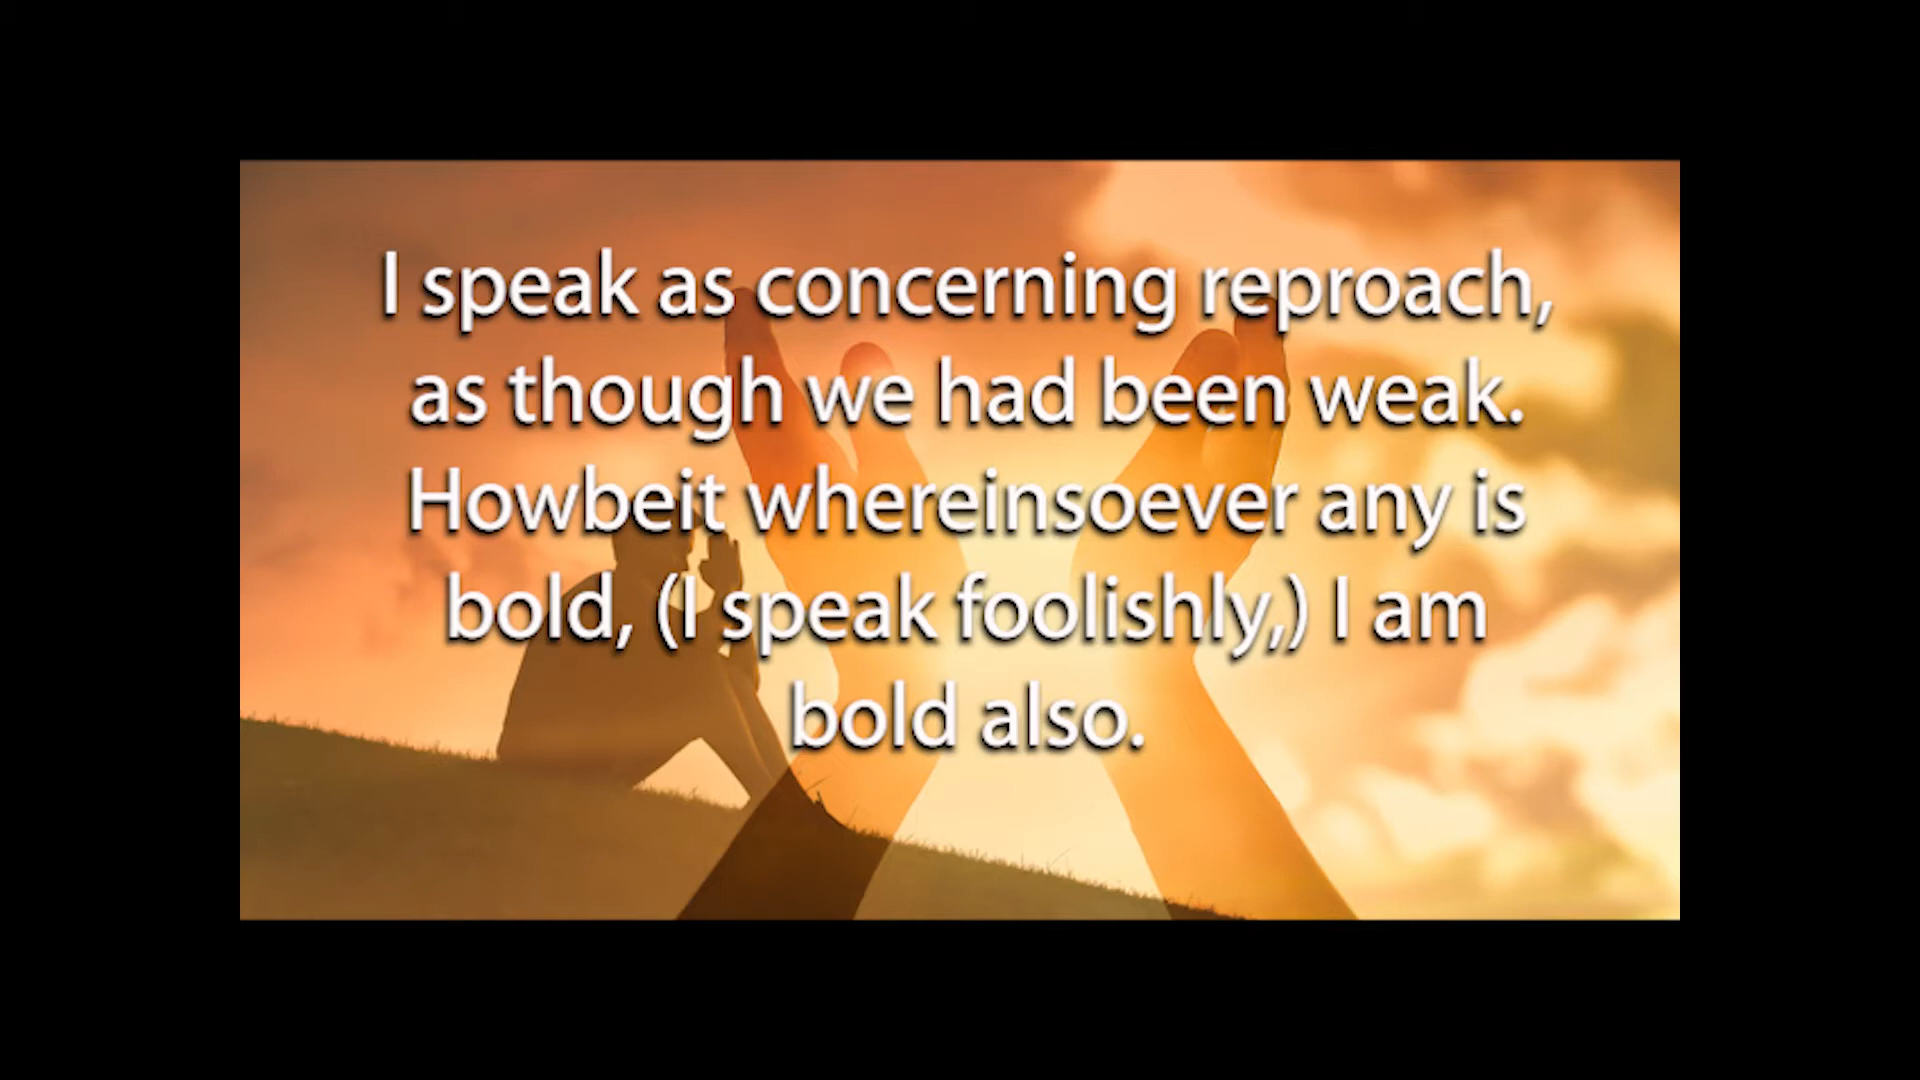 I speak as concerning reproach,
as though we had been weak.
Howbeit whereinsoever any is
bold, (I speak foolishly,) I am
bold also.